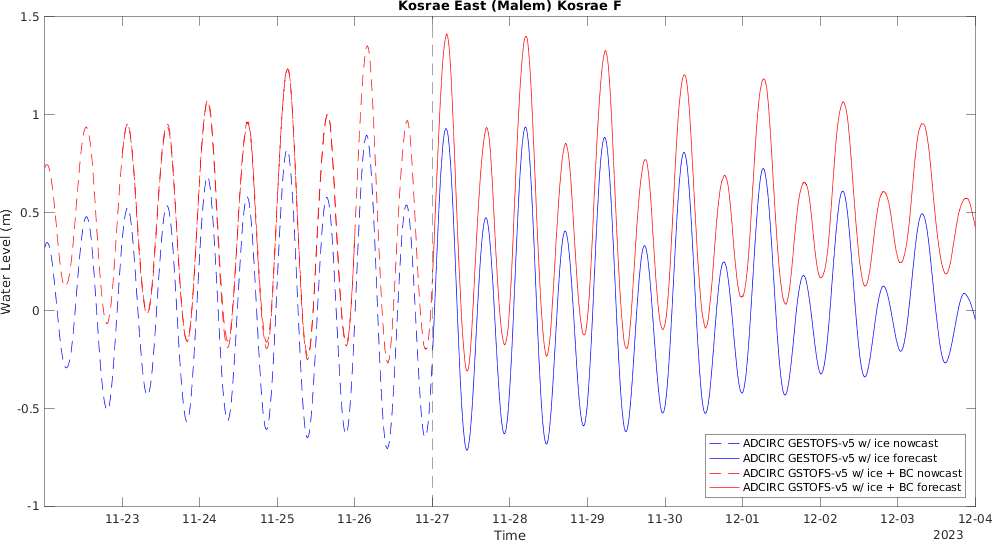 Kosrae East (Malem) Kosrae F
1.5
1
0.5
0
-0.5
-1
Water Level (m)
11-23 11-24 11-25 11-26 11-27 11-28 11-29 11-30 12-01 12-02 12-03 12-04
Time
2023
ADCIRC GESTOFS-v5 w/ ice nowcast
ADCIRC GESTOFS-v5 w/ ice forecast
ADCIRC GSTOFS-v5 w/ ice + BC nowcast
ADCIRC GSTOFS-v5 w/ ice + BC forecast